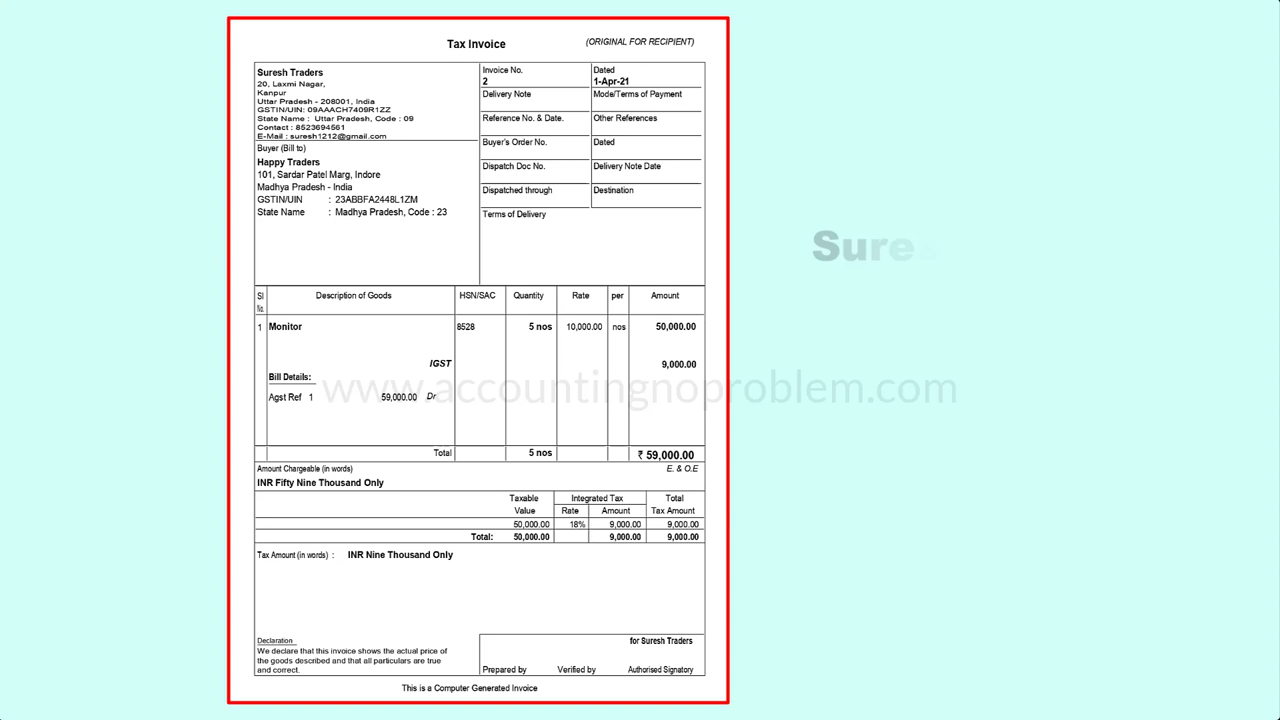 Tax Invoice
(ORIGINAL FOR RECIPIENT)
Suresh Traders
20, Laxmi Nagar,
Kanpur
Uttar Pradesh - 208001, India
GSTIN/UIN: 09AAACH7409R1ZZ
State Name : Uttar Pradesh, Code : 09
Contact : 8523694561
E-Mail : suresh1212@gmail.com
Invoice No.
2
Dated
1-Apr-21
Delivery Note
Mode/Terms of Payment
Reference No. & Date.
Other References
Buyer (Bill to)
Happy Traders
101, Sardar Patel Marg, Indore
Madhya Pradesh - India
GSTIN/UIN : 23ABBFA2448L1ZM
State Name : Madhya Pradesh, Code : 23
Buyer's Order No.
Dated
Dispatch Doc No.
Delivery Note Date
Dispatched through
Destination
Terms of Delivery
Sl No. Description of Goods HSN/SAC Quantity Rate per Amount
1 Monitor 8528 5 nos 10,000.00 nos 50,000.00
IGST 9,000.00
Bill Details:
Agst Ref 1 59,000.00 Dr
Total 5 nos ₹ 59,000.00
Amount Chargeable (in words) E. & O.E
INR Fifty Nine Thousand Only
Taxable Value Integrated Tax Total Tax Amount
Rate Amount
50,000.00 18% 9,000.00 9,000.00
Total: 50,000.00 9,000.00 9,000.00
Tax Amount (in words) : INR Nine Thousand Only
Declaration
We declare that this invoice shows the actual price of
the goods described and that all particulars are true
and correct.
for Suresh Traders
Prepared by Verified by Authorised Signatory
This is a Computer Generated Invoice
www.accountingnoproblem.com
Sures